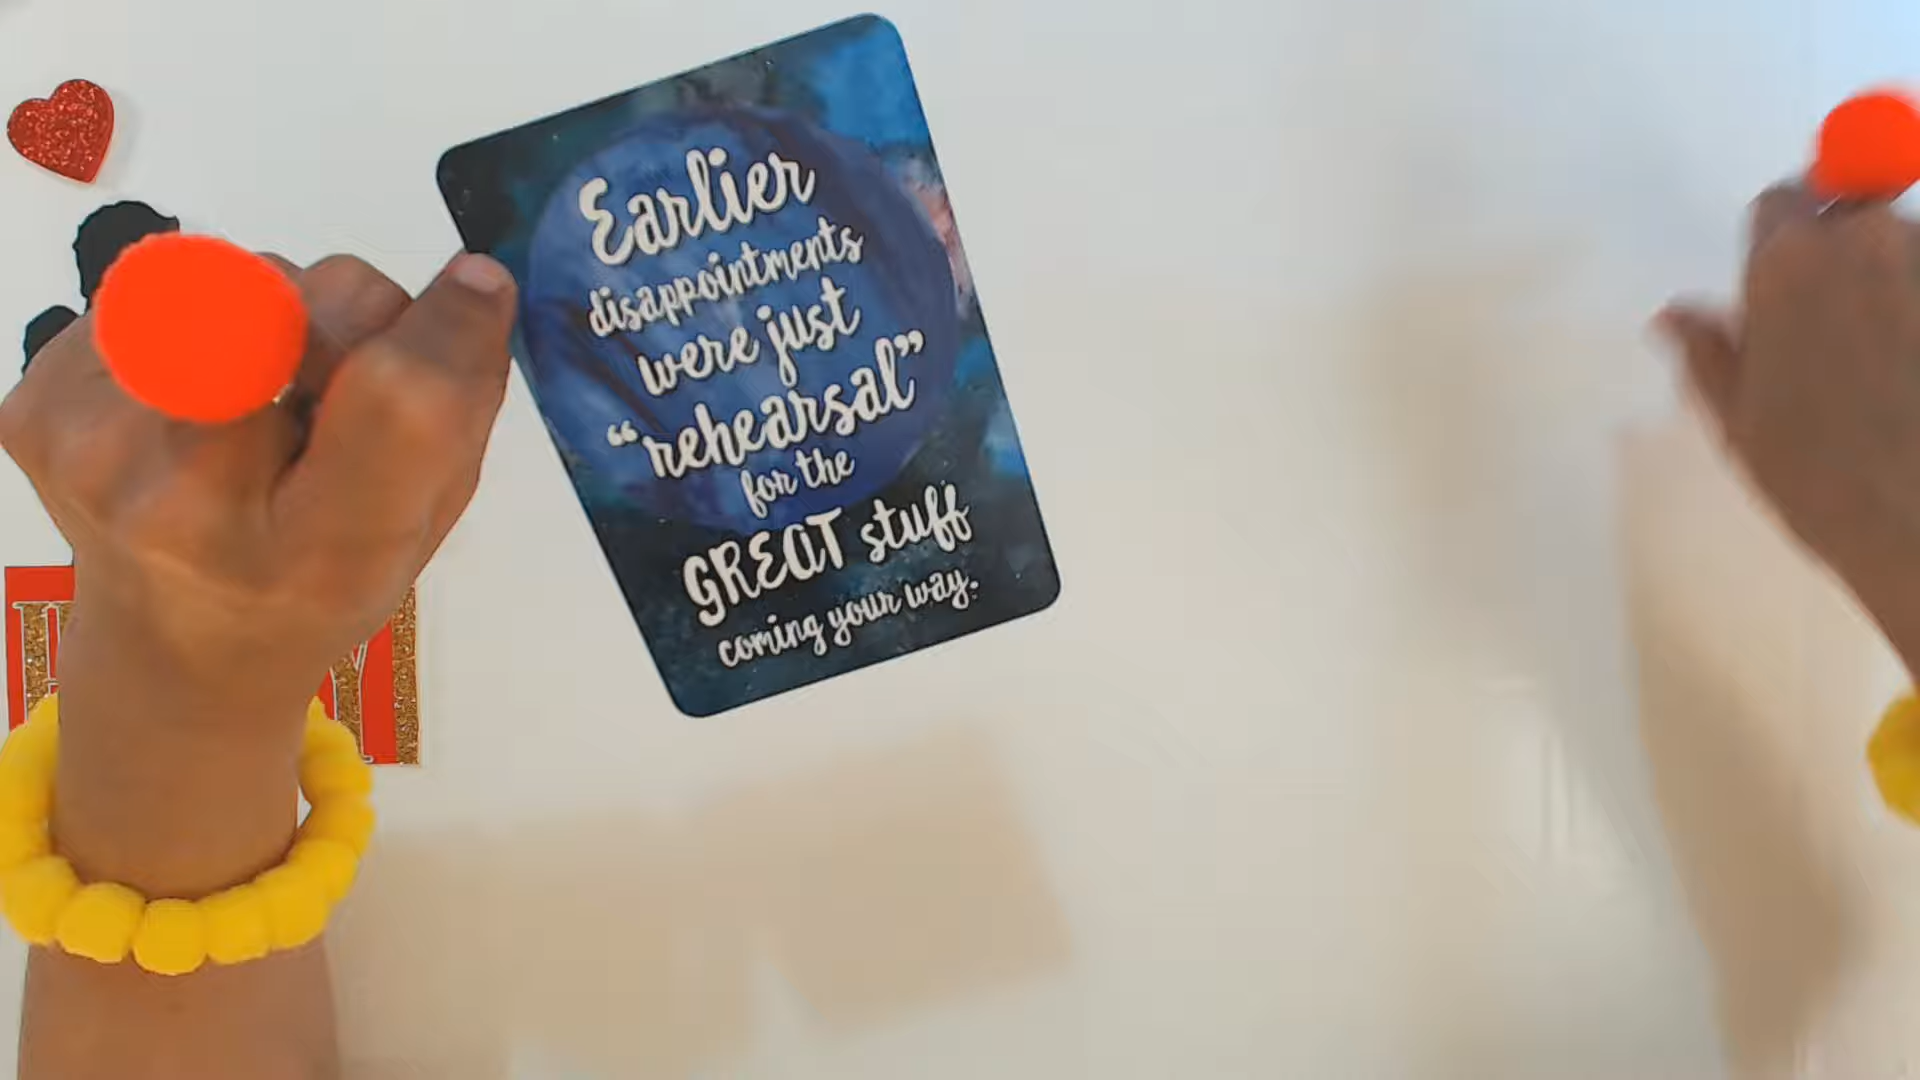 Earlier
disappointments
were just
“rehearsal”
for the
GREAT stuff
coming your way.